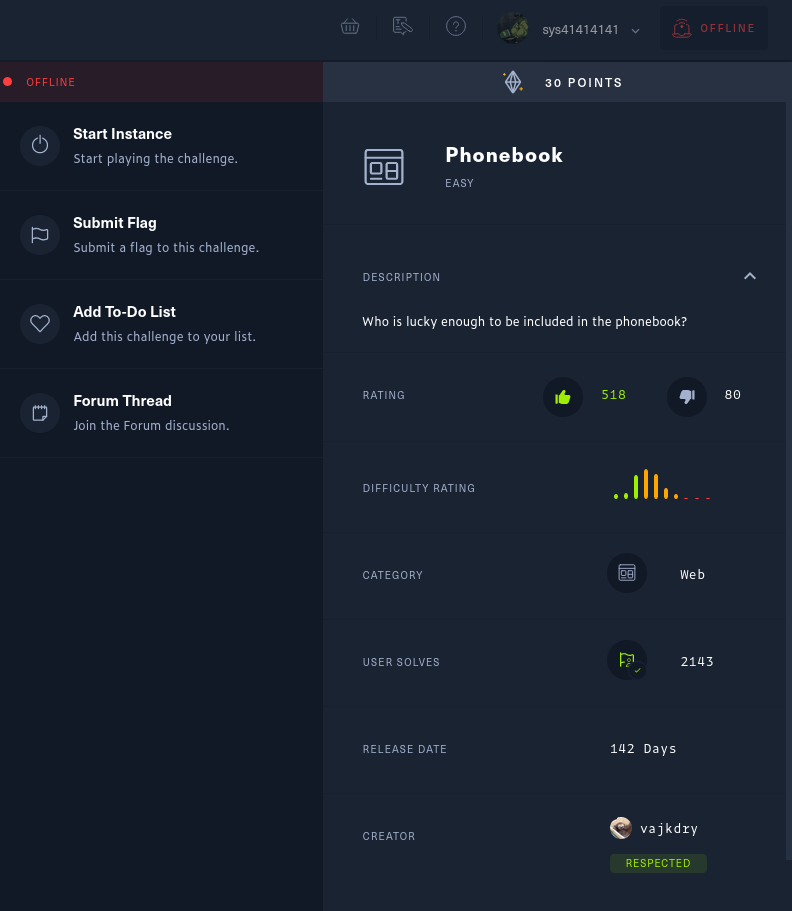 sys41414141
OFFLINE
OFFLINE
30 POINTS
Start Instance
Start playing the challenge.
Submit Flag
Submit a flag to this challenge.
Add To-Do List
Add this challenge to your list.
Forum Thread
Join the Forum discussion.
Phonebook
EASY
DESCRIPTION
Who is lucky enough to be included in the phonebook?
RATING
518
80
DIFFICULTY RATING
CATEGORY
Web
USER SOLVES
2143
RELEASE DATE
142 Days
CREATOR
vajkdry
RESPECTED